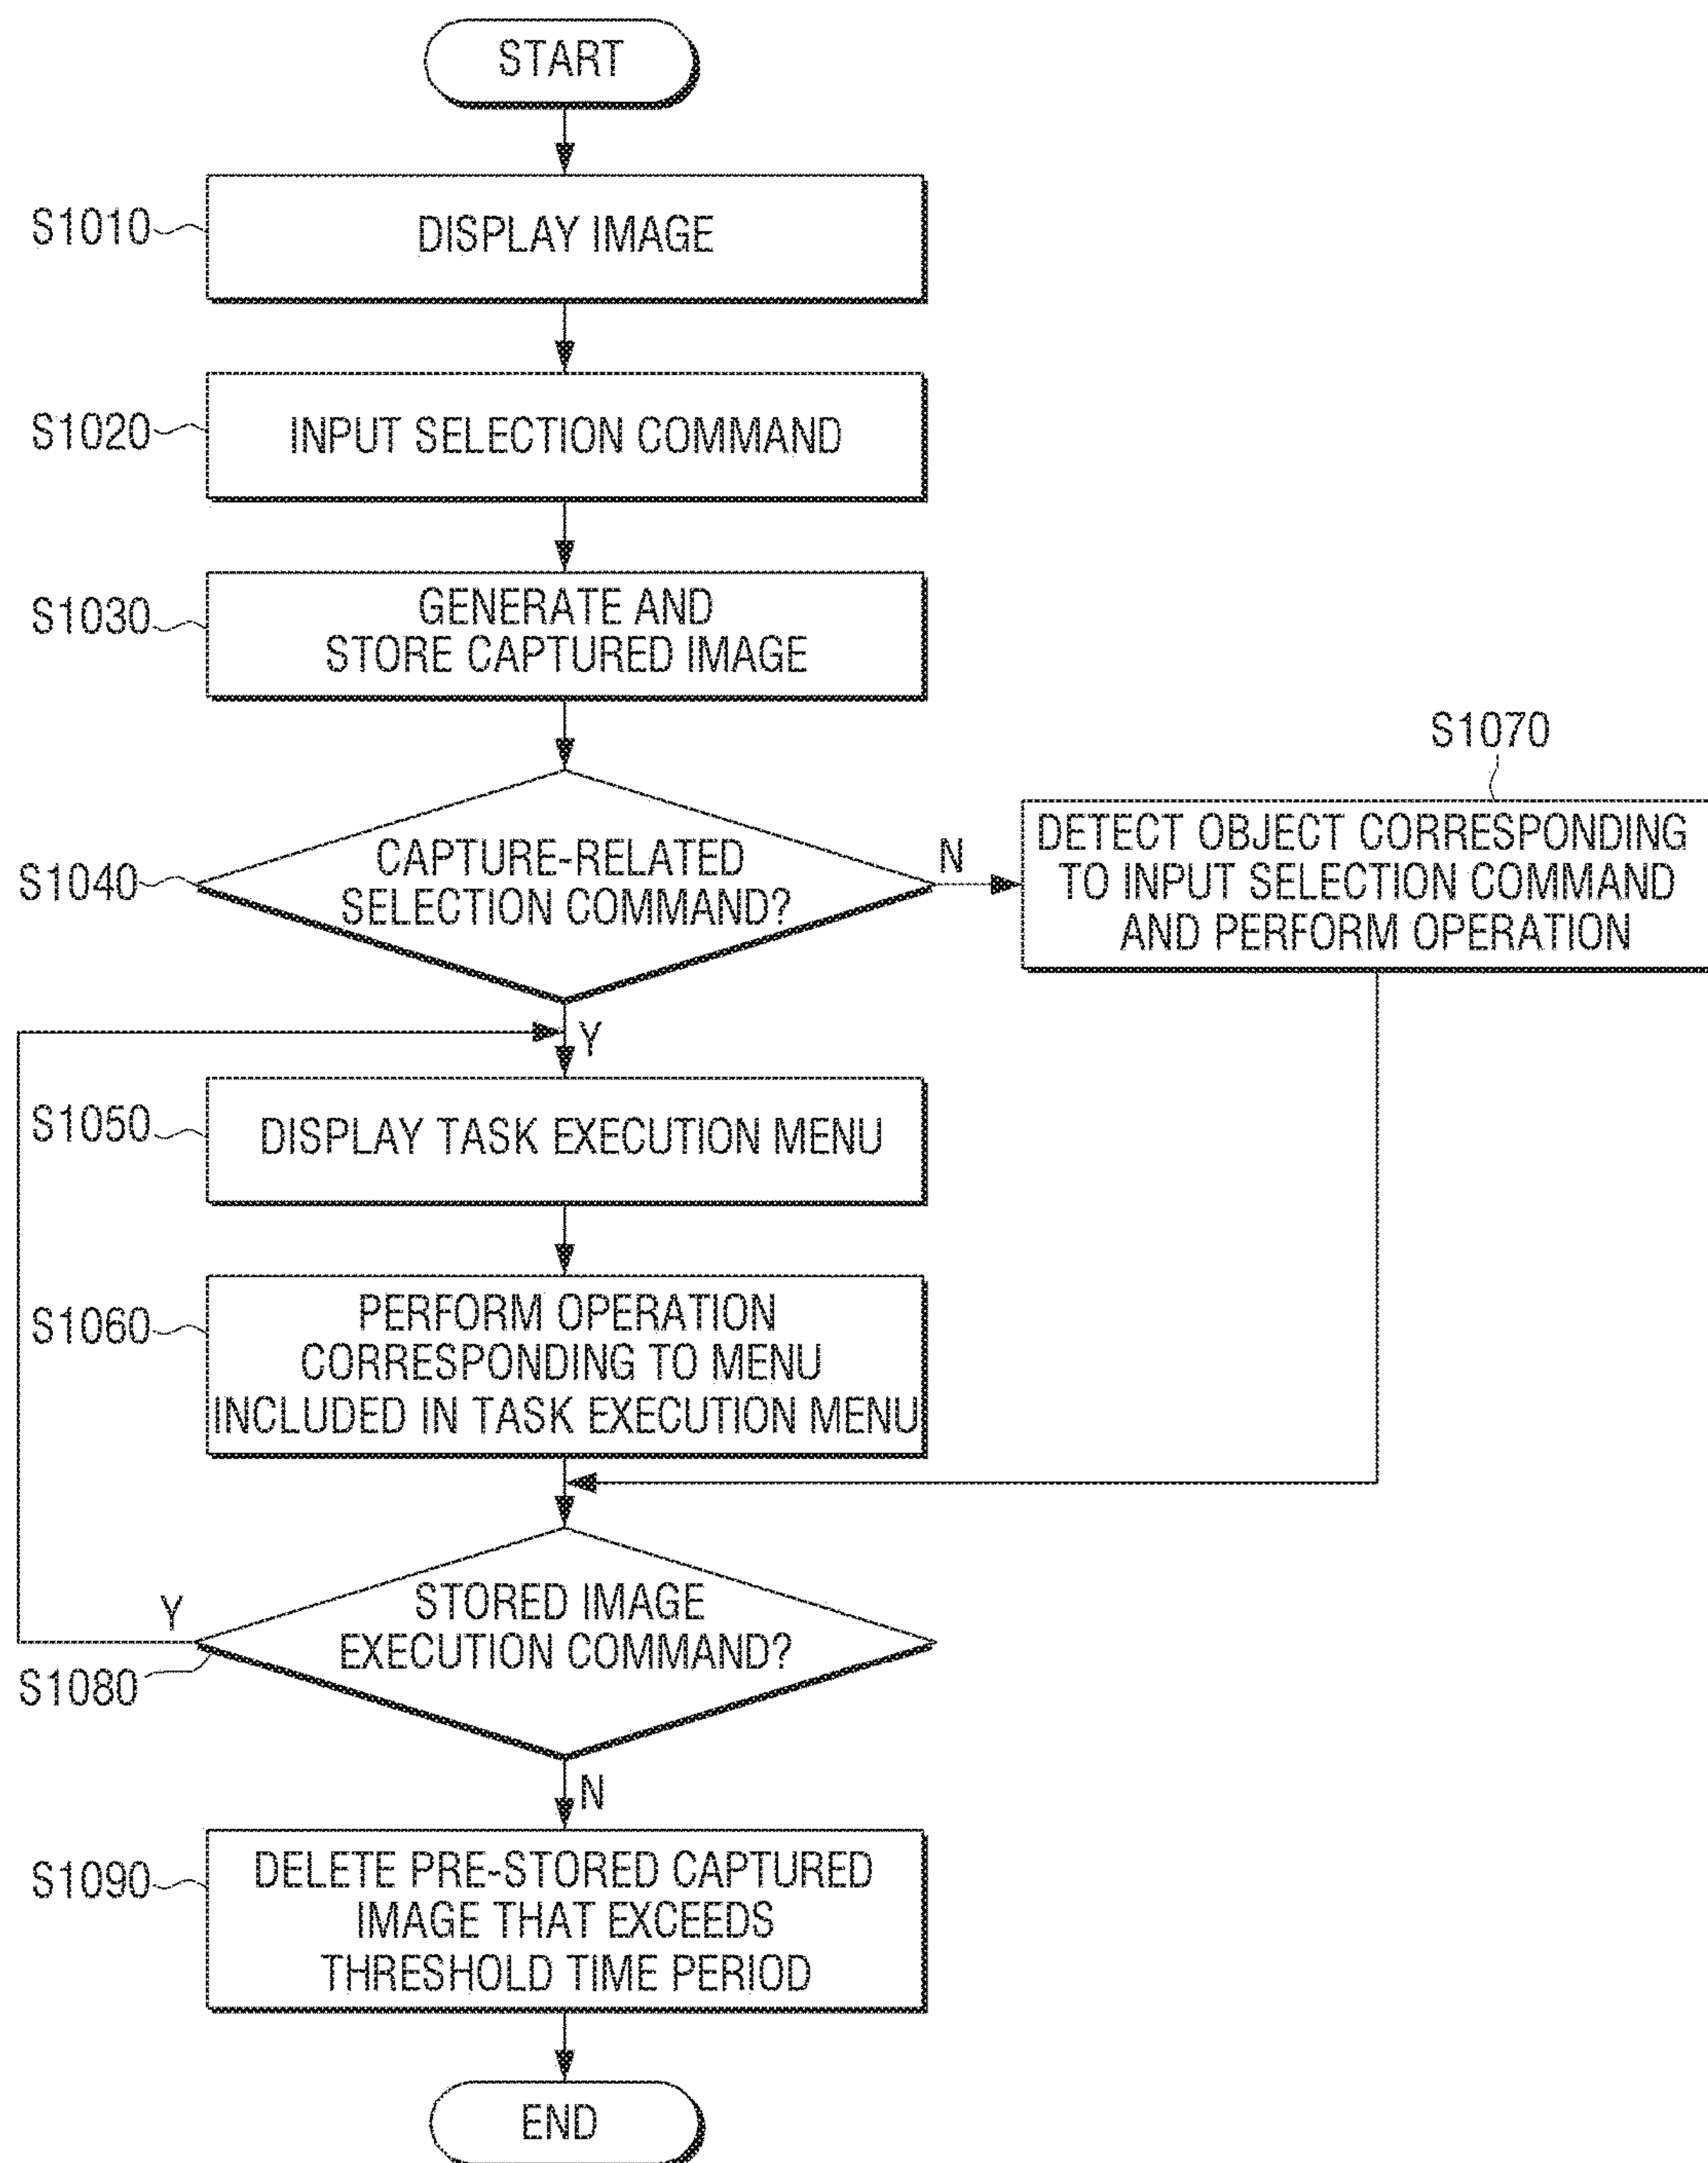 START
S1010
DISPLAY IMAGE
S1020
INPUT SELECTION COMMAND
S1030
GENERATE AND
STORE CAPTURED IMAGE
S1040
CAPTURE-RELATED
SELECTION COMMAND?
N
S1070
DETECT OBJECT CORRESPONDING
TO INPUT SELECTION COMMAND
AND PERFORM OPERATION
Y
S1050
DISPLAY TASK EXECUTION MENU
S1060
PERFORM OPERATION
CORRESPONDING TO MENU
INCLUDED IN TASK EXECUTION MENU
Y
S1080
STORED IMAGE
EXECUTION COMMAND?
N
S1090
DELETE PRE-STORED CAPTURED
IMAGE THAT EXCEEDS
THRESHOLD TIME PERIOD
END